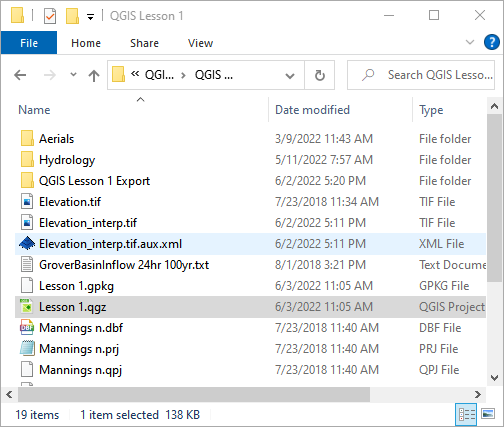 QGIS Lesson 1
File Home Share View
« QGI... › QGIS ... Search QGIS Lesso...
Name Date modified Type
Aerials 3/9/2022 11:43 AM File folder
Hydrology 5/11/2022 7:57 AM File folder
QGIS Lesson 1 Export 6/2/2022 5:20 PM File folder
Elevation.tif 7/23/2018 11:34 AM TIF File
Elevation_interp.tif 6/2/2022 5:11 PM TIF File
Elevation_interp.tif.aux.xml 6/2/2022 5:11 PM XML File
GroverBasinInflow 24hr 100yr.txt 8/1/2018 3:21 PM Text Docume
Lesson 1.gpkg 6/3/2022 11:05 AM GPKG File
Lesson 1.qgz 6/3/2022 11:05 AM QGIS Project
DBF Mannings n.dbf 7/23/2018 11:40 AM DBF File
Mannings n.prj 7/23/2018 11:40 AM PRJ File
Mannings n.qpj 7/23/2018 11:40 AM QPJ File
19 items 1 item selected 138 KB